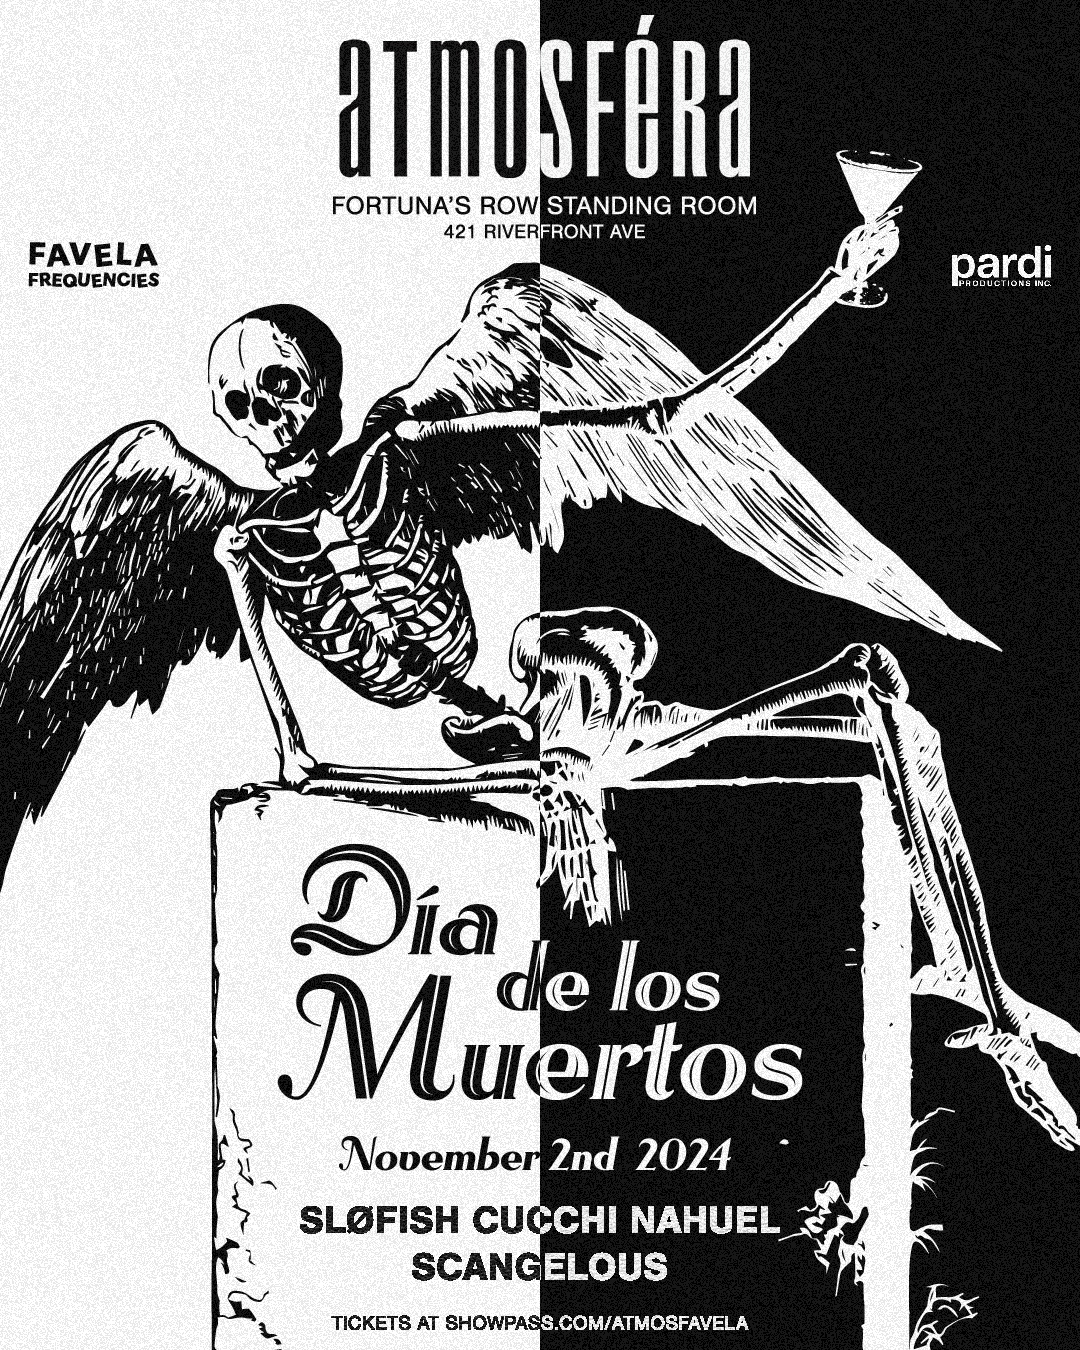 aTmosféRa
FORTUNA'S ROW STANDING ROOM
421 RIVERFRONT AVE
FAVELA
FREQUENCIES
pardi
PRODUCTIONS INC.
Día
de los
Muertos
November 2nd 2024
SLØFISH CUCCHI NAHUEL
SCANGELOUS
TICKETS AT SHOWPASS.COM/ATMOSFAVELA